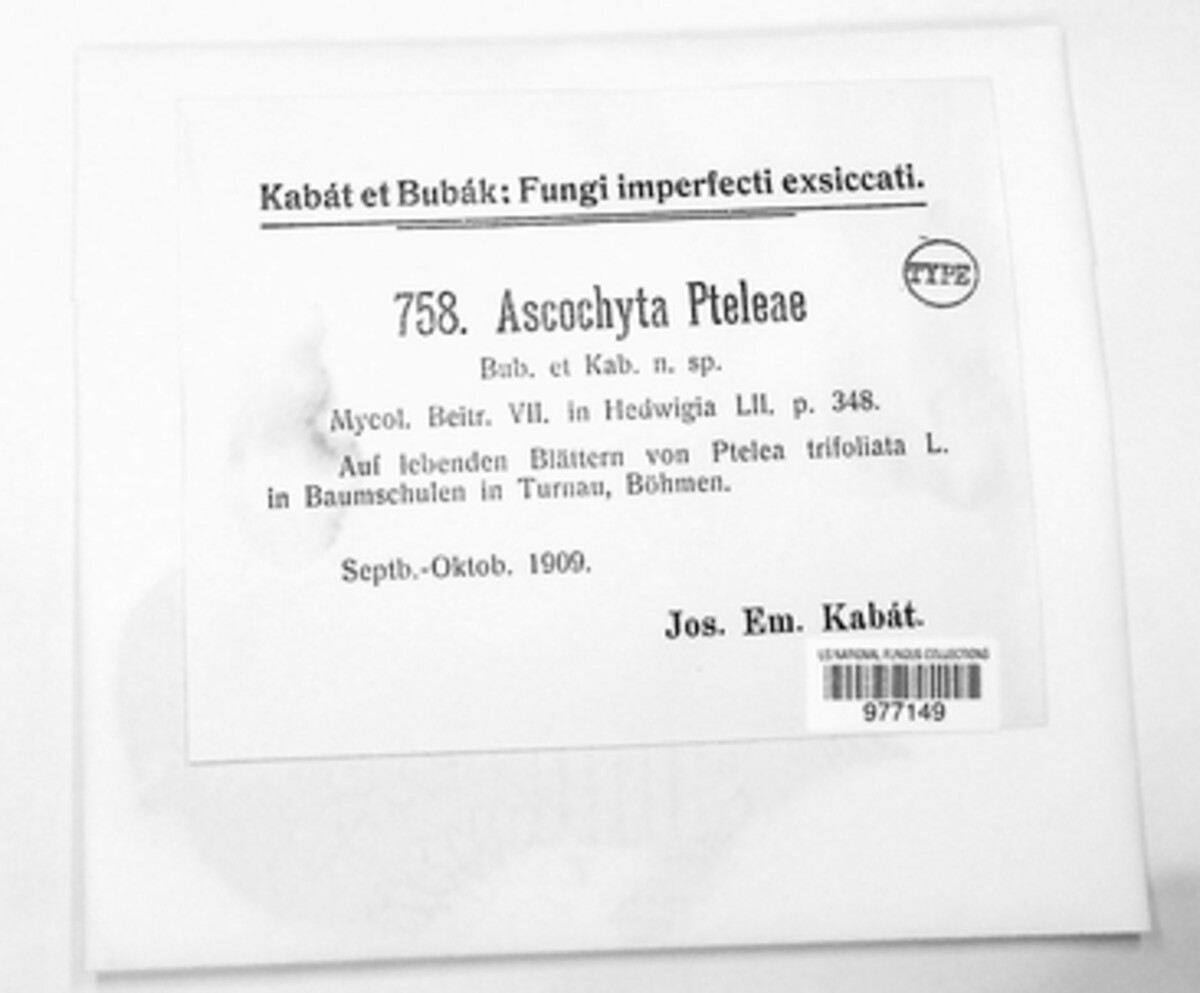 Kabát et Bubák: Fungi imperfecti exsiccati.
TYPE
758. Ascochyta Pteleae
Bub. et Kab. n. sp.
Mycol. Beitr. VII. in Hedwigia LII. p. 348.
Auf lebenden Blättern von Ptelea trifoliata L.
in Baumschulen in Turnau, Böhmen.
Septb.-Oktob. 1909.
Jos. Em. Kabát.
US NATIONAL FUNGUS COLLECTIONS
977149